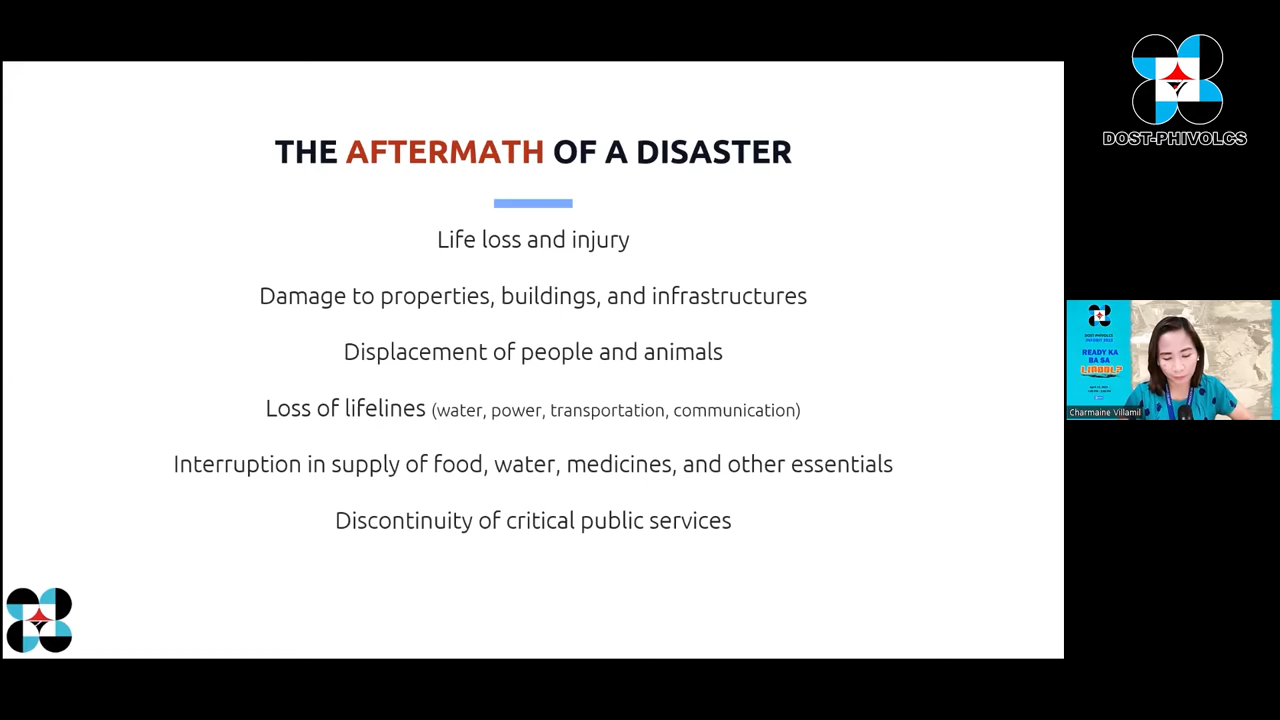 THE AFTERMATH OF A DISASTER
Life loss and injury
Damage to properties, buildings, and infrastructures
Displacement of people and animals
Loss of lifelines (water, power, transportation, communication)
Interruption in supply of food, water, medicines, and other essentials
Discontinuity of critical public services
DOST-PHIVOLCS
READY KA
BA SA
LINDOL?
Charmaine Villamil